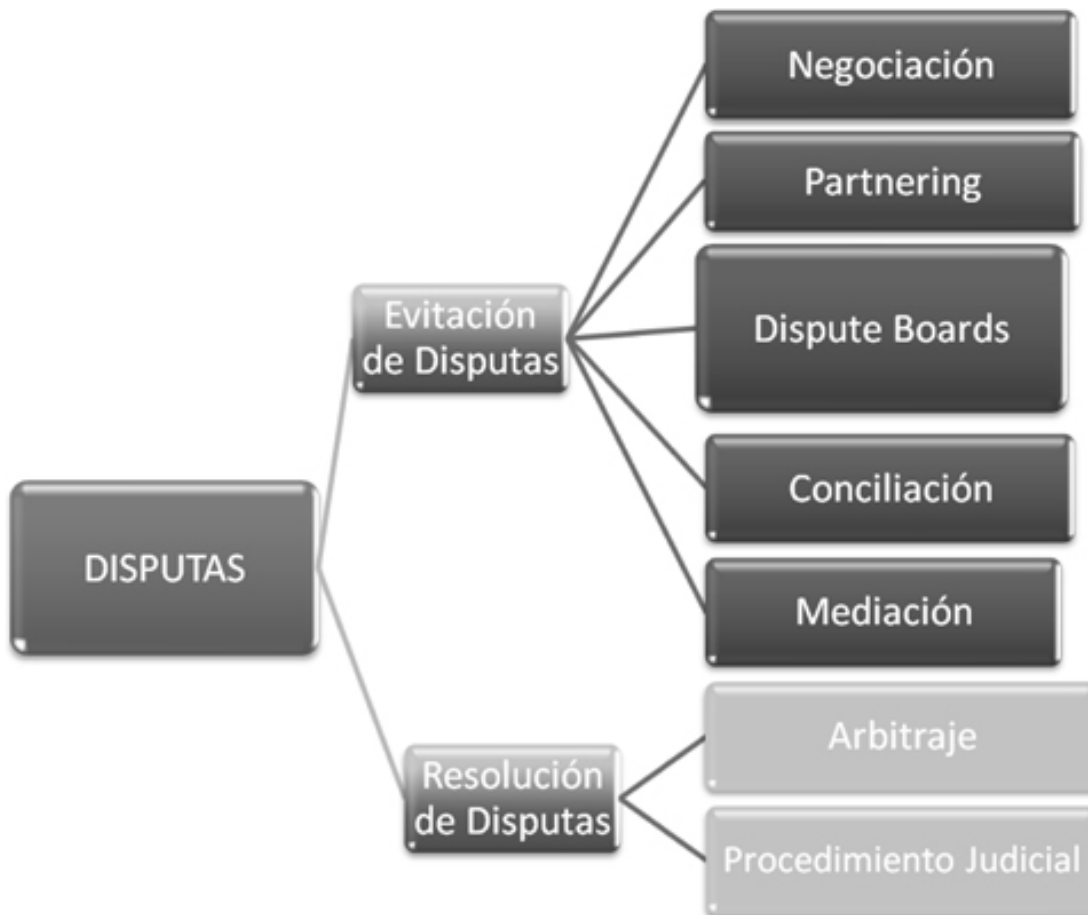 DISPUTAS
Evitación
de Disputas
Negociación
Partnering
Dispute Boards
Conciliación
Mediación
Resolución
de Disputas
Arbitraje
Procedimiento Judicial